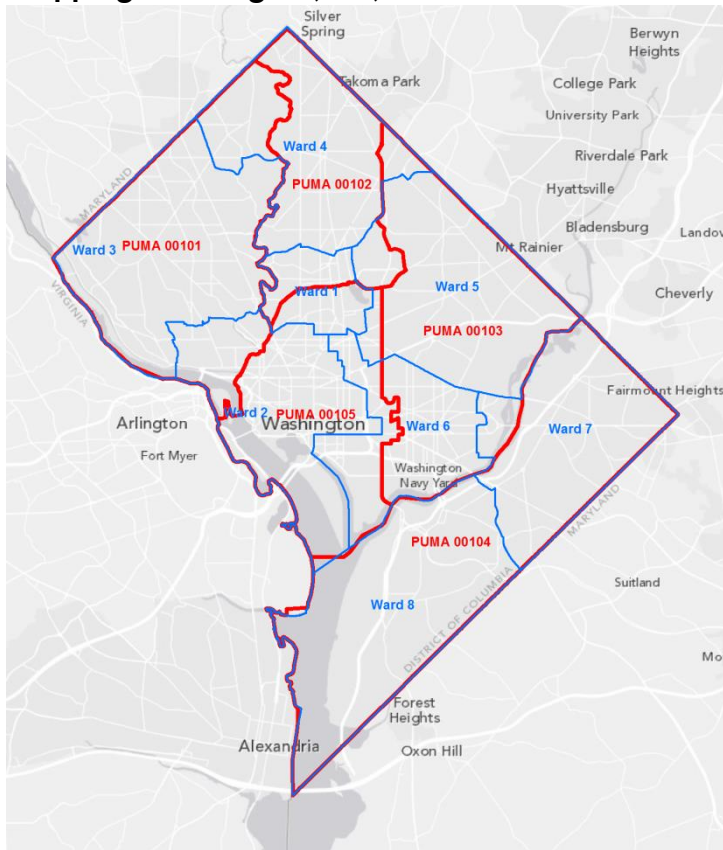 Silver
Spring
Berwyn
Heights
Takoma Park
College Park
University Park
Ward 4
Riverdale Park
PUMA 00102
Hyattsville
MARYLAND
Bladensburg
Landov
Ward 3
PUMA 00101
Mt Rainier
VIRGINIA
Ward 1
Ward 5
Cheverly
PUMA 00103
Fairmount Heights
Arlington
Ward 2
PUMA 00105
Washington
Ward 6
Ward 7
Fort Myer
Washington
Navy Yard
PUMA 00104
MARYLAND
Suitland
Ward 8
DISTRICT OF COLUMBIA
Mo
Forest
Heights
Alexandria
Oxon Hill